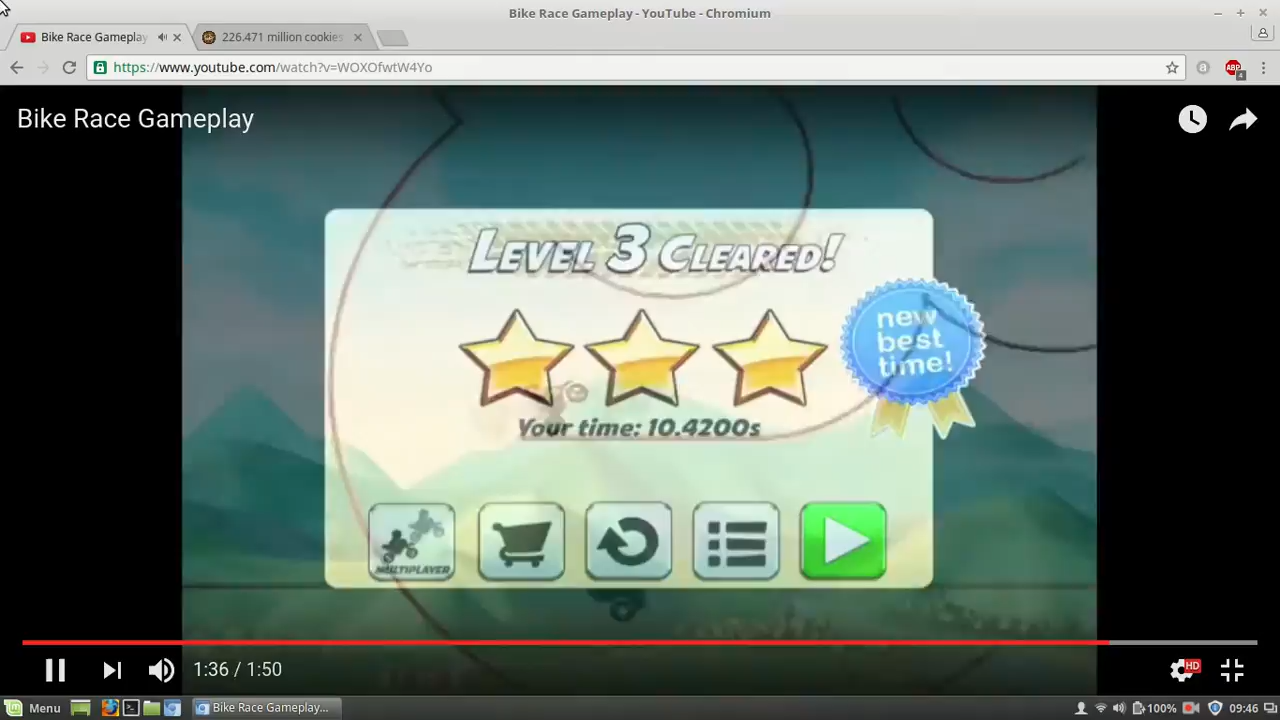 Bike Race Gameplay - YouTube - Chromium
Bike Race Gameplay
226.471 million cookies
https://www.youtube.com/watch?v=WOXOfwtW4Yo
a
ABP
4
Bike Race Gameplay
LEVEL 3 CLEARED!
new
best
time!
Your time: 10.4200s
MULTIPLAYER
1:36 / 1:50
HD
Menu
Bike Race Gameplay...
100%
09:46